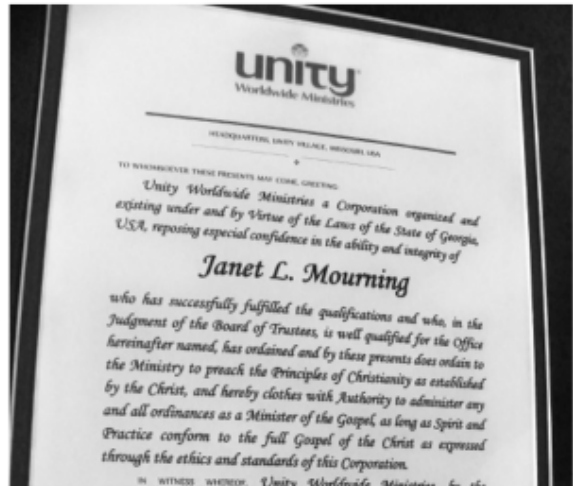 unity
Worldwide Ministries
HEADQUARTERS, UNITY VILLAGE, MISSOURI, USA
TO WHOMSOEVER THESE PRESENTS MAY COME, GREETING:
Unity Worldwide Ministries a Corporation organized and
existing under and by Virtue of the Laws of the State of Georgia,
USA, reposing especial confidence in the ability and integrity of
Janet L. Mourning
who has successfully fulfilled the qualifications and who, in the
Judgment of the Board of Trustees, is well qualified for the Office
hereinafter named, has ordained and by these presents does ordain to
the Ministry to preach the Principles of Christianity as established
by the Christ, and hereby clothes with Authority to administer any
and all ordinances as a Minister of the Gospel, as long as Spirit and
Practice conform to the full Gospel of the Christ as expressed
through the ethics and standards of this Corporation.
IN WITNESS WHEREOF, Unity Worldwide Ministries by the